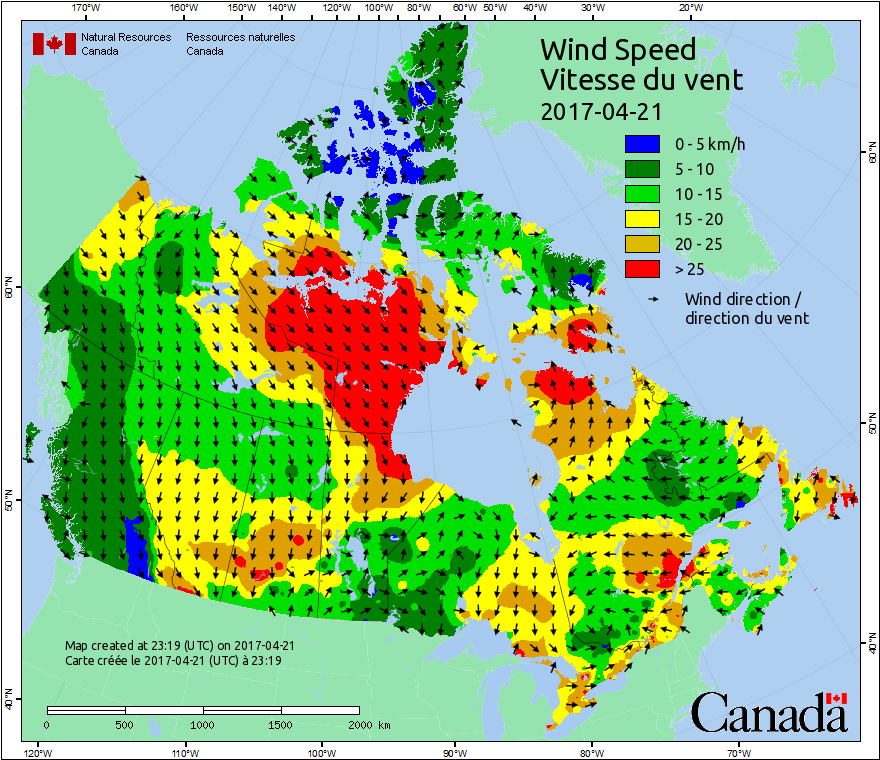 170°W 160°W 150°W 140°W 130°W 120°W 110°W 100°W 80°W 60°W 50°W 40°W 30°W 20°W
Natural Resources Canada
Ressources naturelles Canada
Wind Speed
Vitesse du vent
2017-04-21
0 - 5 km/h
5 - 10
10 - 15
15 - 20
20 - 25
> 25
Wind direction /
direction du vent
60°N
50°N
40°N
60°N
50°N
40°N
Map created at 23:19 (UTC) on 2017-04-21
Carte créée le 2017-04-21 (UTC) à 23:19
0 500 1000 1500 2000 km
Canada
120°W 110°W 100°W 90°W 80°W 70°W